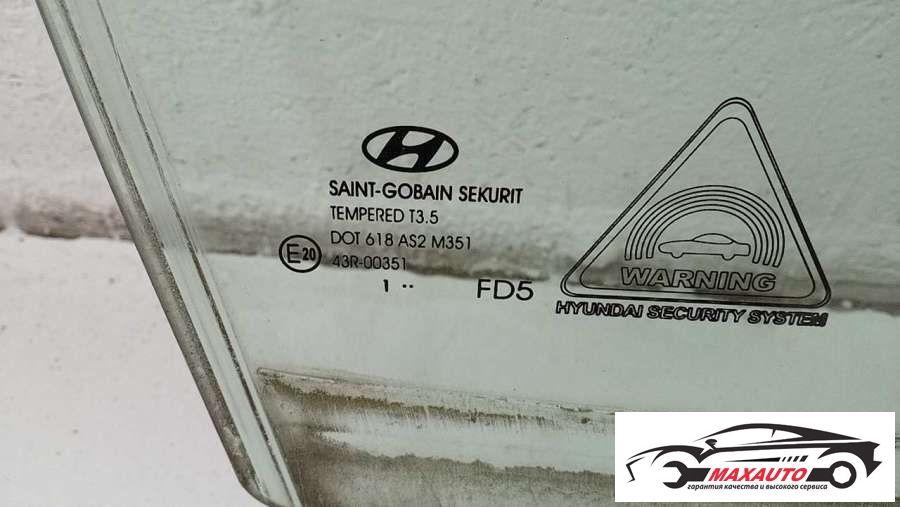 SAINT-GOBAIN SEKURIT
TEMPERED T3.5
DOT 618 AS2 M351
E20
43R-00351
1 ..
FD5
WARNING
HYUNDAI SECURITY SYSTEM
MAXAUTO
гарантия качества и высокого сервиса